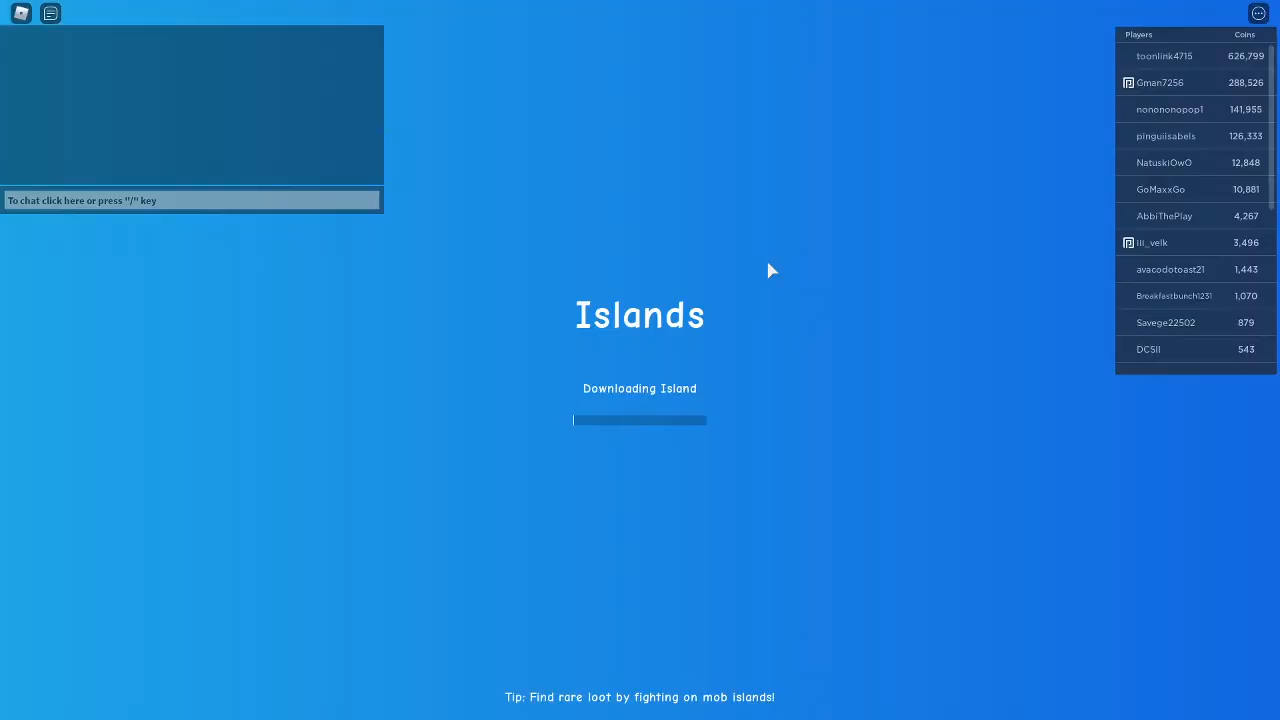 To chat click here or press "/" key
Players Coins
toonlink4715 626,799
Gman7256 288,526
nonononopop1 141,955
pinguiisabels 126,333
NatuskiOwO 12,848
GoMaxxGo 10,881
AbbiThePlay 4,267
iii_velk 3,496
avacodotoast21 1,443
Breakfastbunch1231 1,070
Savege22502 879
DCSII 543
Islands
Downloading Island
Tip: Find rare loot by fighting on mob islands!